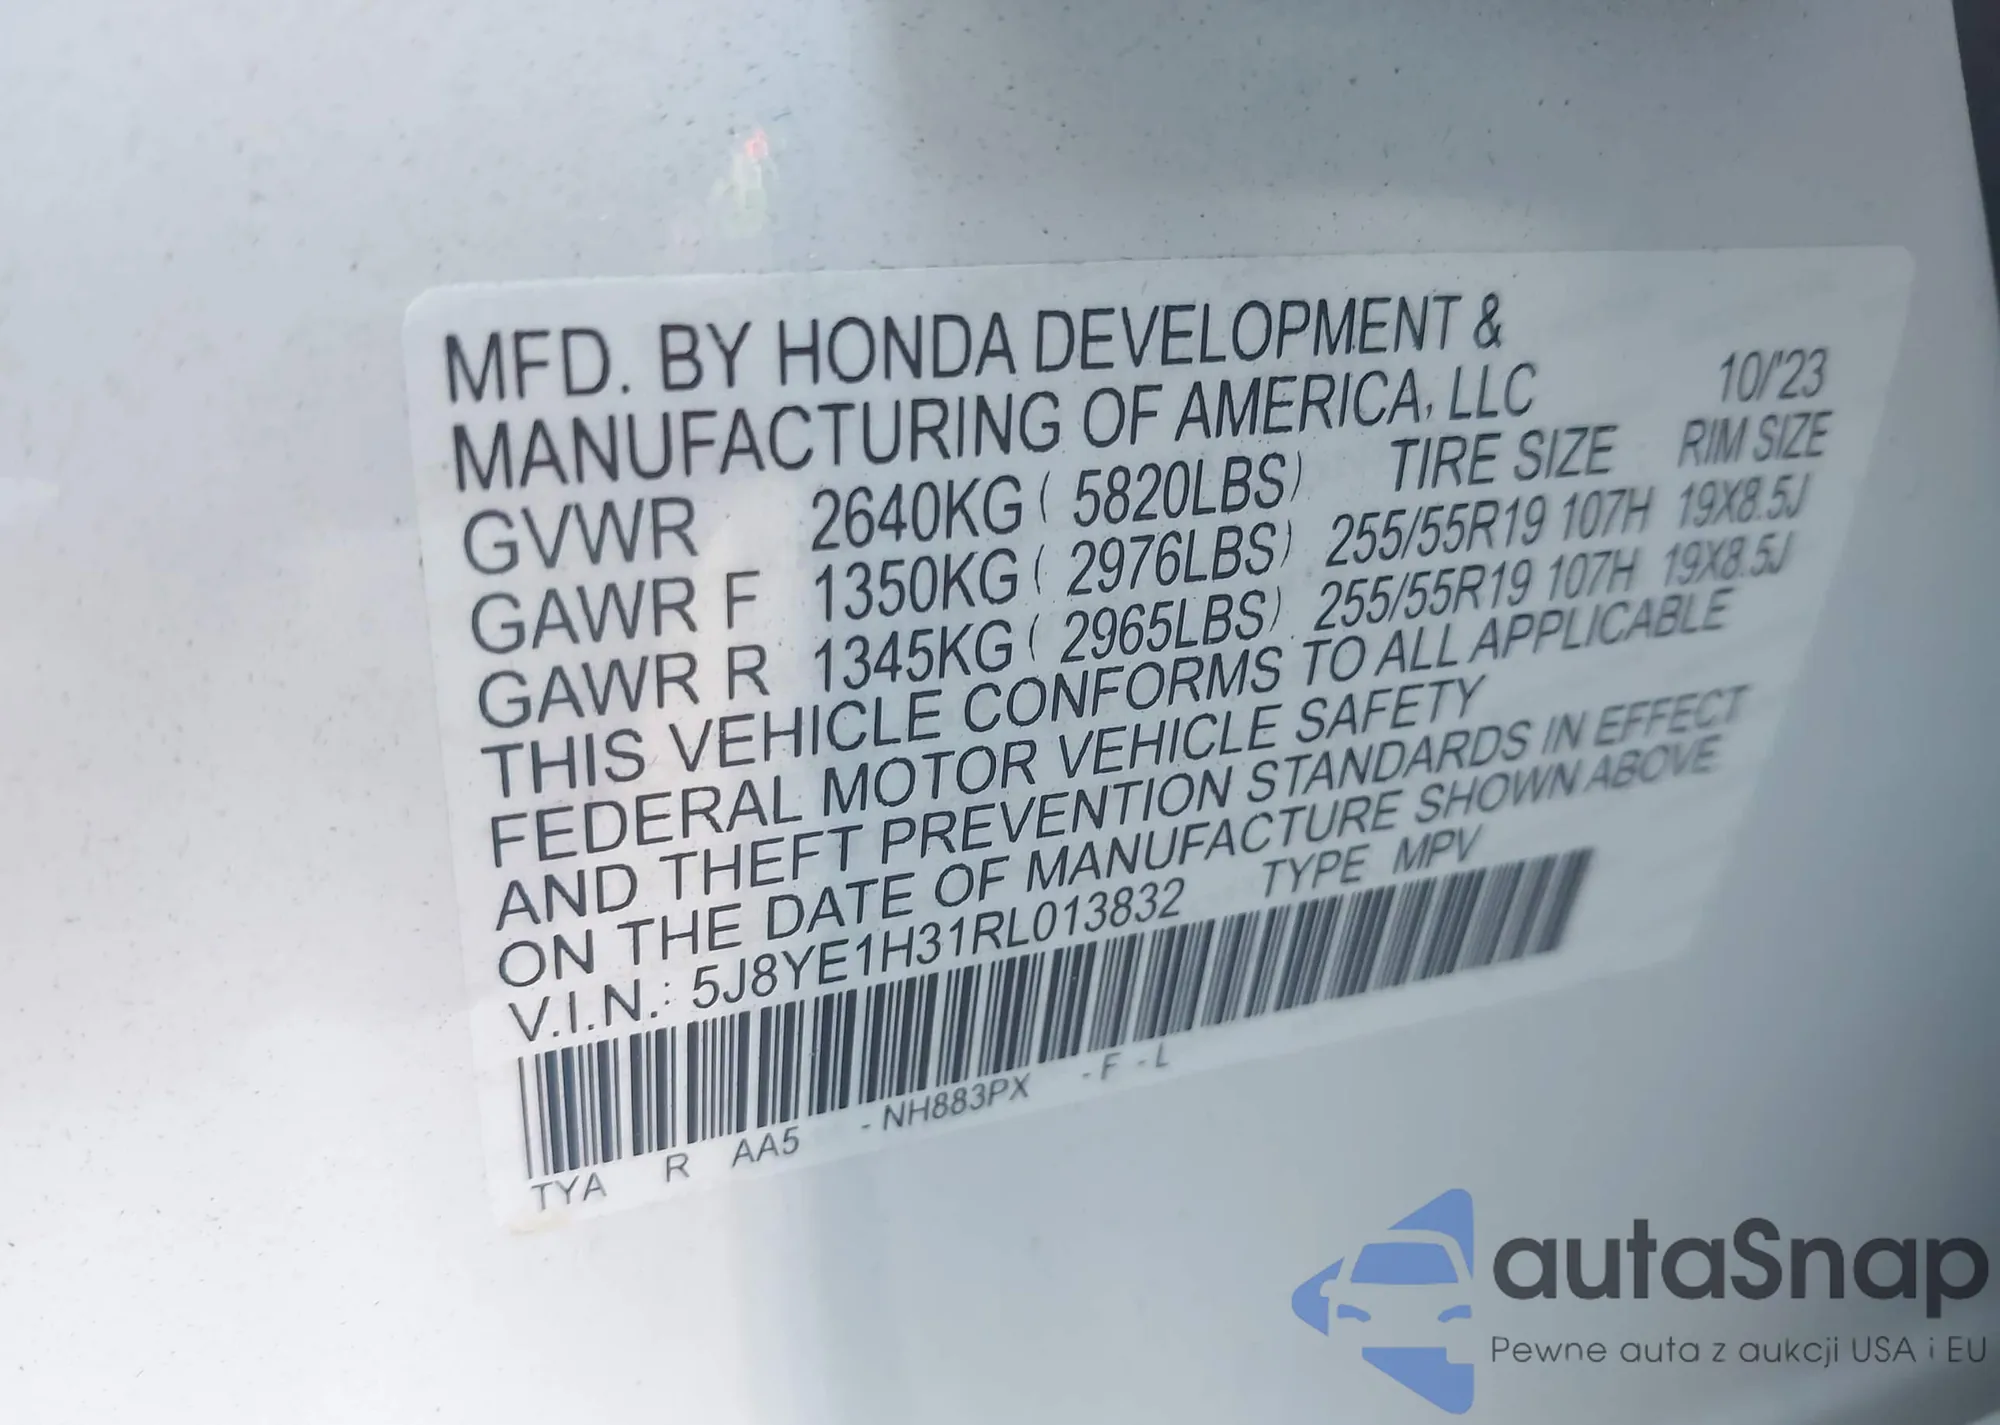 MFD. BY HONDA DEVELOPMENT &
MANUFACTURING OF AMERICA, LLC 10/'23
GVWR 2640KG ( 5820LBS) TIRE SIZE RIM SIZE
GAWR F 1350KG ( 2976LBS) 255/55R19 107H 19X8.5J
GAWR R 1345KG ( 2965LBS) 255/55R19 107H 19X8.5J
THIS VEHICLE CONFORMS TO ALL APPLICABLE
FEDERAL MOTOR VEHICLE SAFETY
AND THEFT PREVENTION STANDARDS IN EFFECT
ON THE DATE OF MANUFACTURE SHOWN ABOVE
V.I.N.: 5J8YE1H31RL013832 TYPE MPV
TYA R AA5 -NH883PX -F -L
autaSnap
Pewne auta z aukcji USA i EU